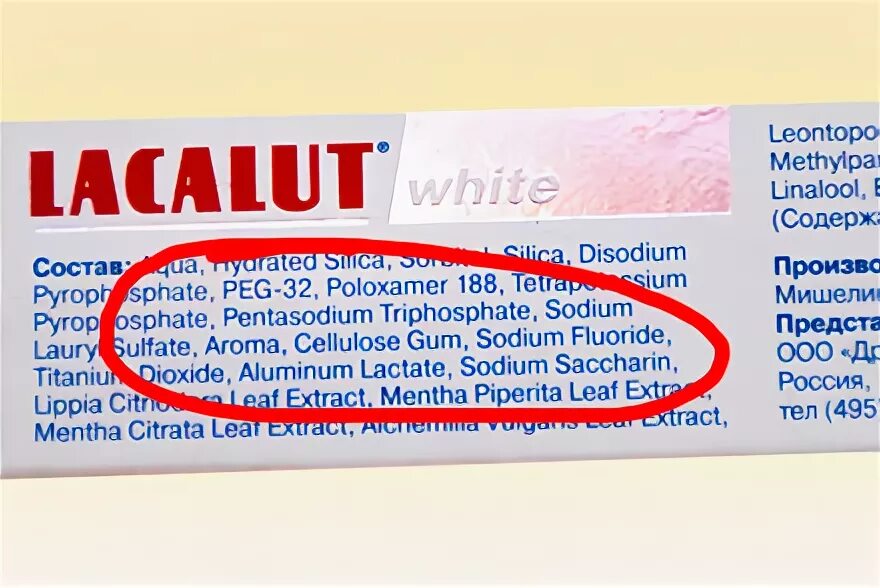 LACALUT® white
Состав: Aqua, Hydrated Silica, Sorbitol, Silica, Disodium
Pyrophosphate, PEG-32, Poloxamer 188, Tetrapotassium
Pyrophosphate, Pentasodium Triphosphate, Sodium
Lauryl Sulfate, Aroma, Cellulose Gum, Sodium Fluoride,
Titanium Dioxide, Aluminum Lactate, Sodium Saccharin,
Lippia Citriodora Leaf Extract, Mentha Piperita Leaf Extract,
Mentha Citrata Leaf Extract, Alchemilla Vulgaris Leaf Extract,
Leontopo
Methylpa
Linalool,
(Содержа
Произво
Мишели
Предста
ООО «Др
Россия,
тел (495